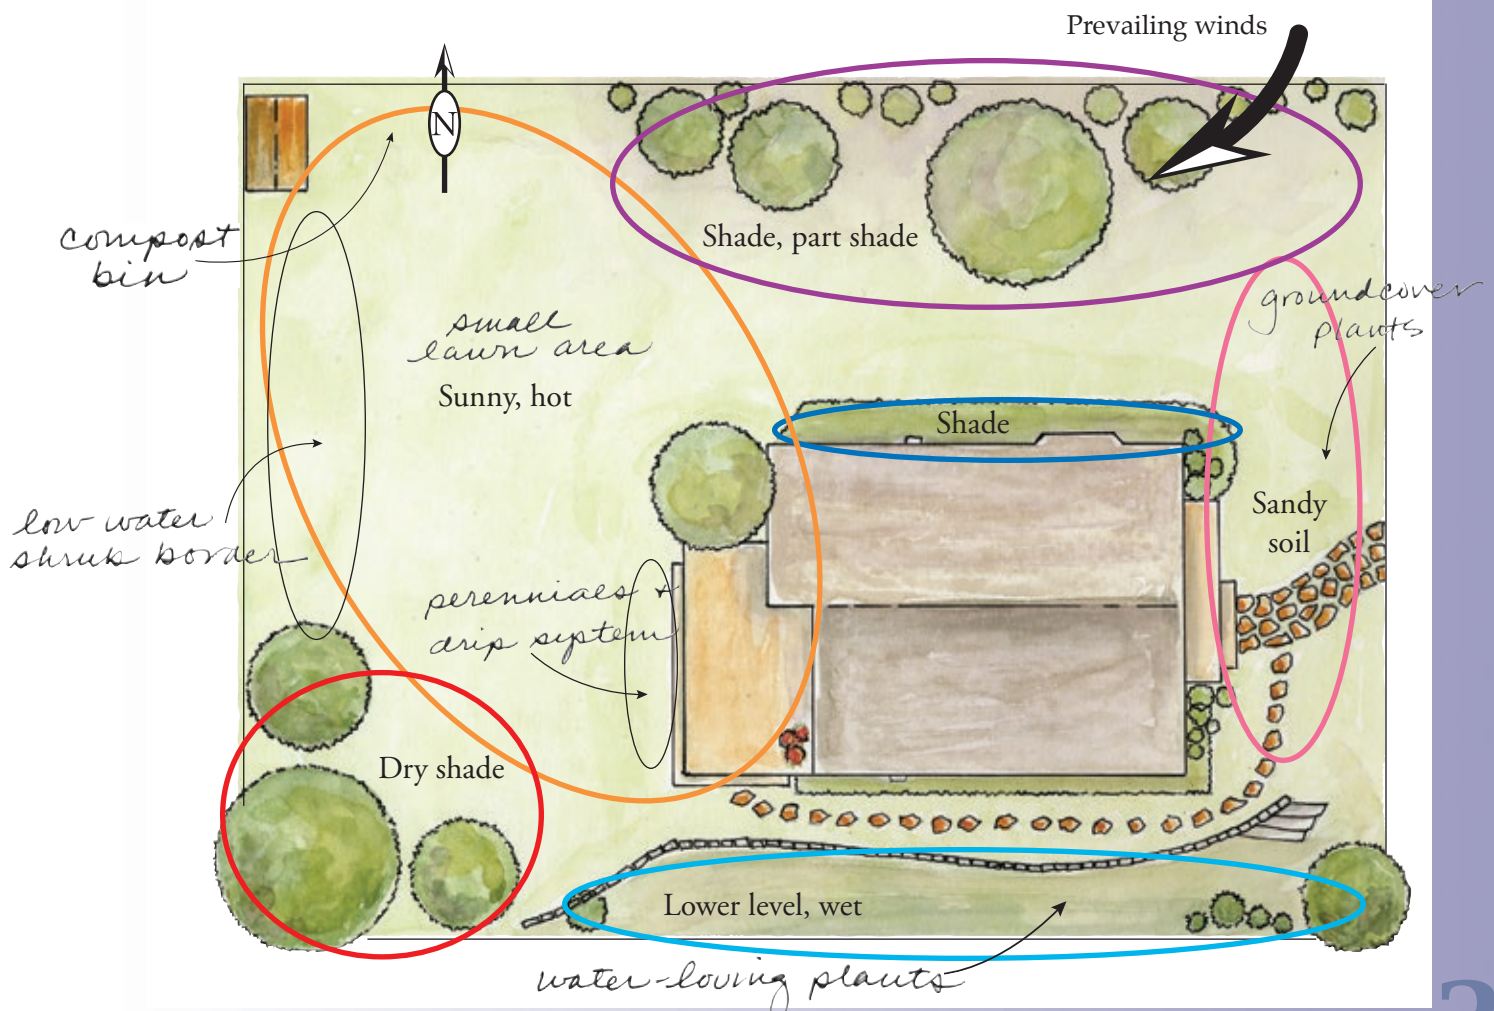 Prevailing winds
N
compost
bin
Shade, part shade
groundcover
plants
small
lawn area
Sunny, hot
Shade
low water
shrub border
Sandy
soil
perennials +
drip system
Dry shade
Lower level, wet
water-loving plants